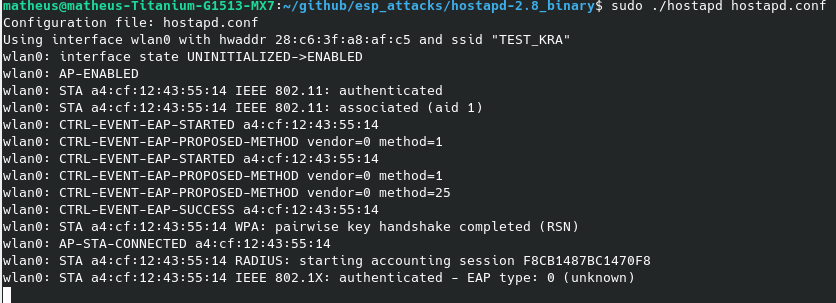 matheus@matheus-Titanium-G1513-MX7:~/github/esp_attacks/hostapd-2.8_binary$ sudo ./hostapd hostapd.conf
Configuration file: hostapd.conf
Using interface wlan0 with hwaddr 28:c6:3f:a8:af:c5 and ssid "TEST_KRA"
wlan0: interface state UNINITIALIZED->ENABLED
wlan0: AP-ENABLED
wlan0: STA a4:cf:12:43:55:14 IEEE 802.11: authenticated
wlan0: STA a4:cf:12:43:55:14 IEEE 802.11: associated (aid 1)
wlan0: CTRL-EVENT-EAP-STARTED a4:cf:12:43:55:14
wlan0: CTRL-EVENT-EAP-PROPOSED-METHOD vendor=0 method=1
wlan0: CTRL-EVENT-EAP-STARTED a4:cf:12:43:55:14
wlan0: CTRL-EVENT-EAP-PROPOSED-METHOD vendor=0 method=1
wlan0: CTRL-EVENT-EAP-PROPOSED-METHOD vendor=0 method=25
wlan0: CTRL-EVENT-EAP-SUCCESS a4:cf:12:43:55:14
wlan0: STA a4:cf:12:43:55:14 WPA: pairwise key handshake completed (RSN)
wlan0: AP-STA-CONNECTED a4:cf:12:43:55:14
wlan0: STA a4:cf:12:43:55:14 RADIUS: starting accounting session F8CB1487BC1470F8
wlan0: STA a4:cf:12:43:55:14 IEEE 802.1X: authenticated - EAP type: 0 (unknown)